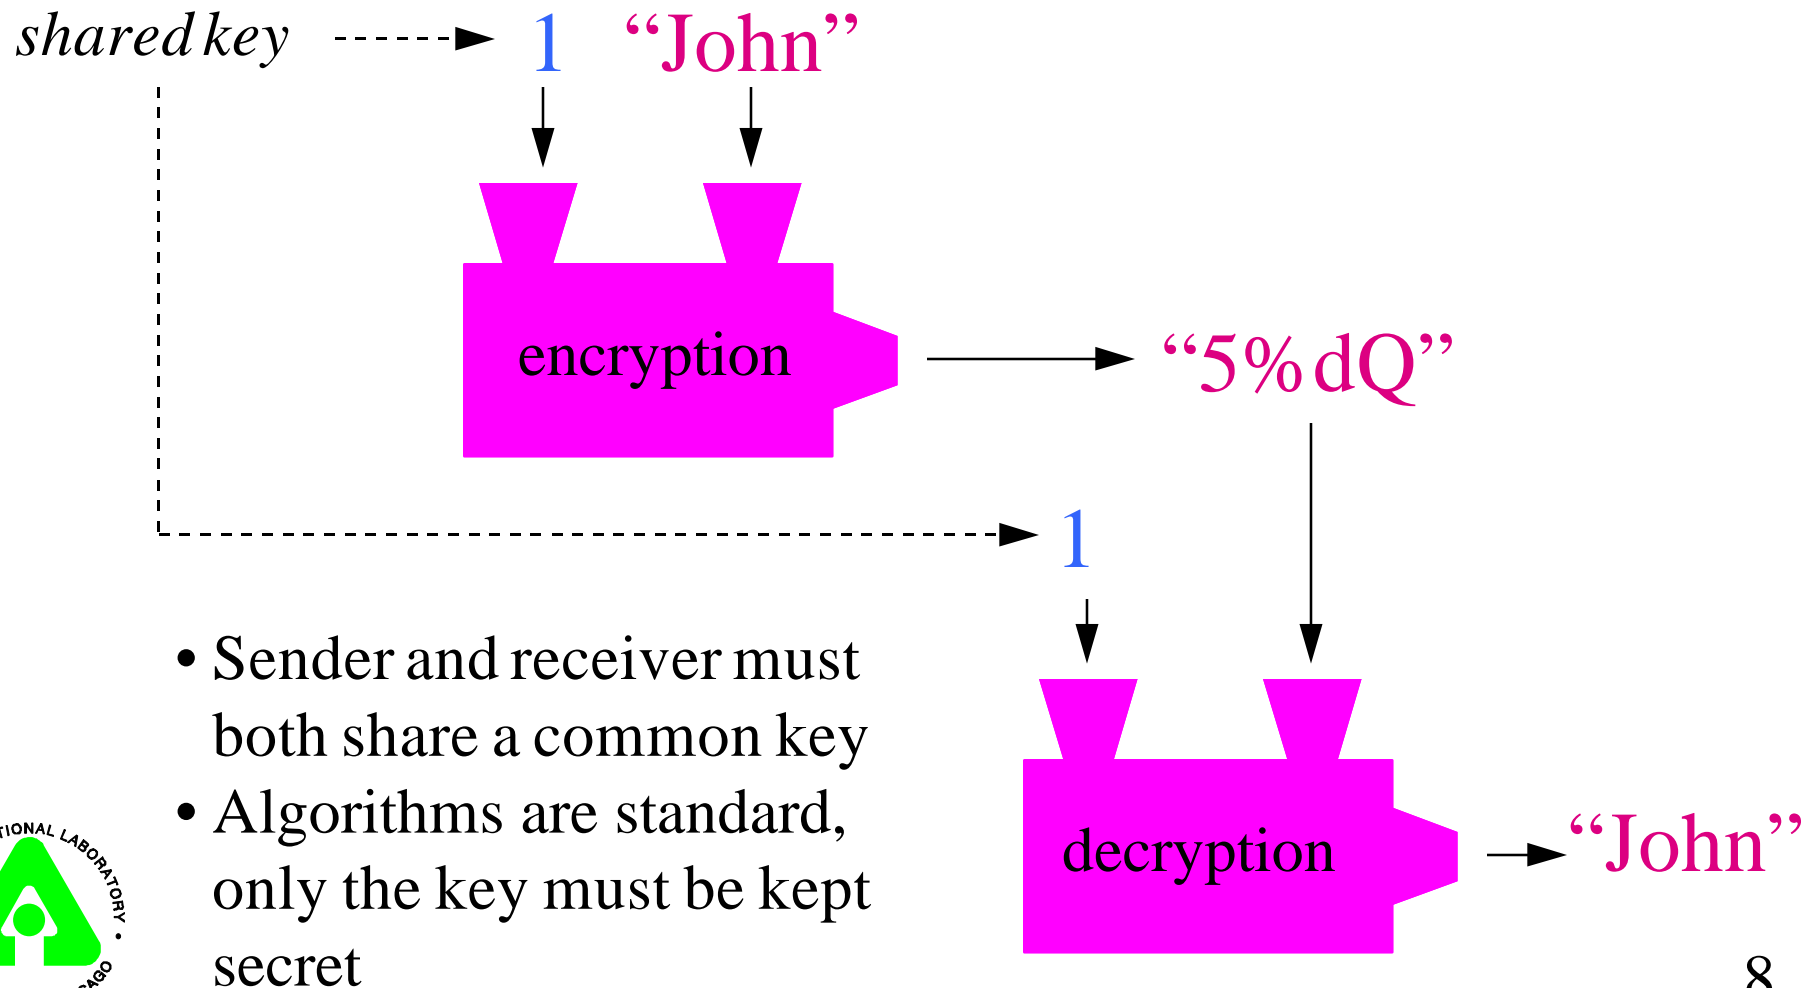 shared key 1 “John”
encryption
“5%dQ”
1
• Sender and receiver must
both share a common key
• Algorithms are standard,
only the key must be kept
secret
decryption
“John”
LABORATORY •
8